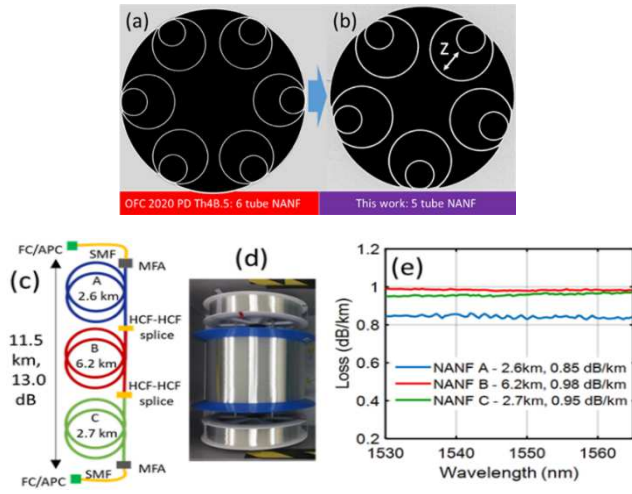 (a)
(b)
Z
OFC 2020 PD Th4B.5: 6 tube NANF
This work: 5 tube NANF
(c)
FC/APC
SMF
MFA
A
2.6 km
HCF-HCF
splice
11.5
km,
13.0
dB
B
6.2 km
HCF-HCF
splice
C
2.7 km
SMF
MFA
FC/APC
(d)
(e)
Loss (dB/km)
1.2
1
0.8
0.6
0.4
0.2
NANF A - 2.6km, 0.85 dB/km
NANF B - 6.2km, 0.98 dB/km
NANF C - 2.7km, 0.95 dB/km
1530
1540
1550
1560
Wavelength (nm)